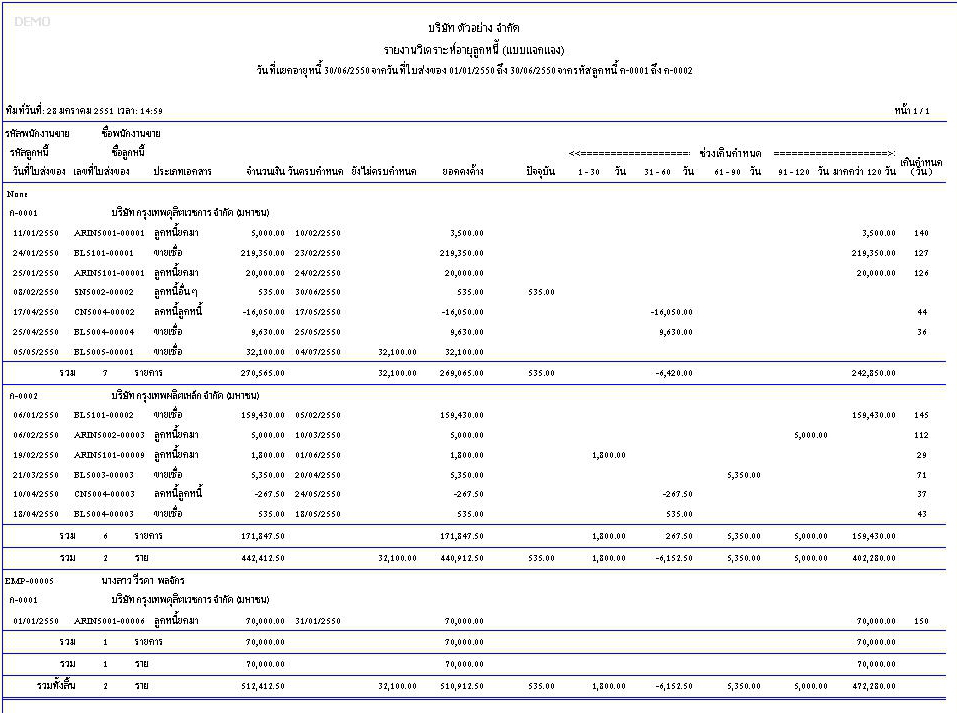 DEMO
บริษัท ตัวอย่าง จำกัด
รายงานวิเคราะห์อายุลูกหนี้ (แบบแจกแจง)
วันที่แยกอายุหนี้ 30/06/2550 จากวันที่ใบส่งของ 01/01/2550 ถึง 30/06/2550 จากรหัสลูกหนี้ ก-0001 ถึง ก-0002
พิมพ์วันที่: 28 มกราคม 2551 เวลา: 14:59 หน้า 1 / 1
รหัสพนักงานขาย ชื่อพนักงานขาย
รหัสลูกหนี้ ชื่อลูกหนี้ <<==================: ช่วงเกินกำหนด ===================>: เกินกำหนด
วันที่ใบส่งของ เลขที่ใบส่งของ ประเภทเอกสาร จำนวนเงิน วันครบกำหนด ยังไม่ครบกำหนด ยอดคงค้าง ปัจจุบัน 1 - 30 วัน 31 - 60 วัน 61 - 90 วัน 91 - 120 วัน มากกว่า 120 วัน (วัน)
None
ก-0001 บริษัท กรุงเทพดุสิตเวชการ จำกัด (มหาชน)
11/01/2550 ARIN5001-00001 ลูกหนี้ยกมา 5,000.00 10/02/2550 3,500.00 3,500.00 140
24/01/2550 BL5101-00001 ขายเชื่อ 219,350.00 23/02/2550 219,350.00 219,350.00 127
25/01/2550 ARIN5101-00001 ลูกหนี้ยกมา 20,000.00 24/02/2550 20,000.00 20,000.00 126
08/02/2550 SN5002-00002 ลูกหนี้อื่นๆ 535.00 30/06/2550 535.00 535.00
17/04/2550 CN5004-00002 ลดหนี้ลูกหนี้ -16,050.00 17/05/2550 -16,050.00 -16,050.00 44
25/04/2550 BL5004-00004 ขายเชื่อ 9,630.00 25/05/2550 9,630.00 9,630.00 36
05/05/2550 BL5005-00001 ขายเชื่อ 32,100.00 04/07/2550 32,100.00 32,100.00
รวม 7 รายการ 270,565.00 32,100.00 269,065.00 535.00 -6,420.00 242,850.00
ก-0002 บริษัท กรุงเทพผลิตเหล็ก จำกัด (มหาชน)
06/01/2550 BL5101-00002 ขายเชื่อ 159,430.00 05/02/2550 159,430.00 159,430.00 145
06/02/2550 ARIN5002-00003 ลูกหนี้ยกมา 5,000.00 10/03/2550 5,000.00 5,000.00 112
19/02/2550 ARIN5101-00009 ลูกหนี้ยกมา 1,800.00 01/06/2550 1,800.00 1,800.00 29
21/03/2550 BL5003-00003 ขายเชื่อ 5,350.00 20/04/2550 5,350.00 5,350.00 71
10/04/2550 CN5004-00003 ลดหนี้ลูกหนี้ -267.50 24/05/2550 -267.50 -267.50 37
18/04/2550 BL5004-00003 ขายเชื่อ 535.00 18/05/2550 535.00 535.00 43
รวม 6 รายการ 171,847.50 171,847.50 1,800.00 267.50 5,350.00 5,000.00 159,430.00
รวม 2 ราย 442,412.50 32,100.00 440,912.50 535.00 1,800.00 -6,152.50 5,350.00 5,000.00 402,280.00
EMP-00005 นางสาว วีรดา พลจักร
ก-0001 บริษัท กรุงเทพดุสิตเวชการ จำกัด (มหาชน)
01/01/2550 ARIN5001-00006 ลูกหนี้ยกมา 70,000.00 31/01/2550 70,000.00 70,000.00 150
รวม 1 รายการ 70,000.00 70,000.00 70,000.00
รวม 1 ราย 70,000.00 70,000.00 70,000.00
รวมทั้งสิ้น 2 ราย 512,412.50 32,100.00 510,912.50 535.00 1,800.00 -6,152.50 5,350.00 5,000.00 472,280.00